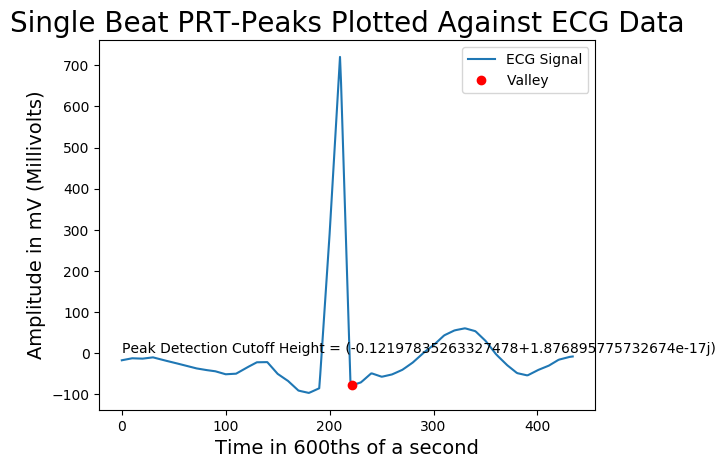 Single Beat PRT-Peaks Plotted Against ECG Data
ECG Signal
Valley
700
600
500
400
300
200
100
0
−100
Amplitude in mV (Millivolts)
Peak Detection Cutoff Height = (-0.12197835263327478+1.876895775732674e-17j)
0 100 200 300 400
Time in 600ths of a second